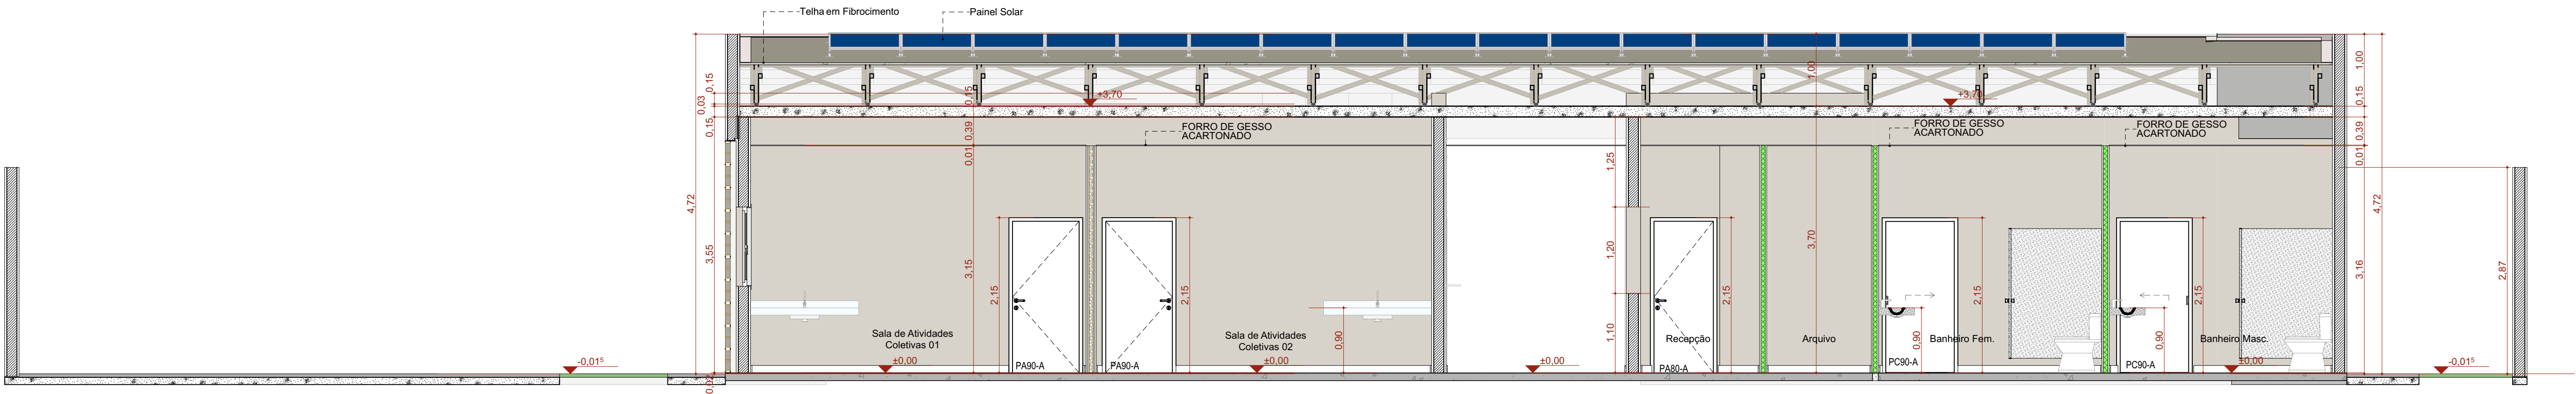 Telha em Fibrocimento
Painel Solar
4,72
0,15
0,03
0,15
3,55
0,02
+3,70
0,15
0,39
0,01
3,15
FORRO DE GESSO
ACARTONADO
2,15
2,15
Sala de Atividades
Coletivas 01
±0,00
PA90-A
PA90-A
Sala de Atividades
Coletivas 02
±0,00
0,90
±0,00
1,25
1,20
1,10
1,00
3,70
+3,70
FORRO DE GESSO
ACARTONADO
FORRO DE GESSO
ACARTONADO
Recepção
PA80-A
2,15
Arquivo
PC90-A
0,90
Banheiro Fem.
2,15
0,90
PC90-A
2,15
Banheiro Masc.
±0,00
1,00
0,15
0,39
0,01
3,16
4,72
2,87
-0,01⁵
-0,01⁵